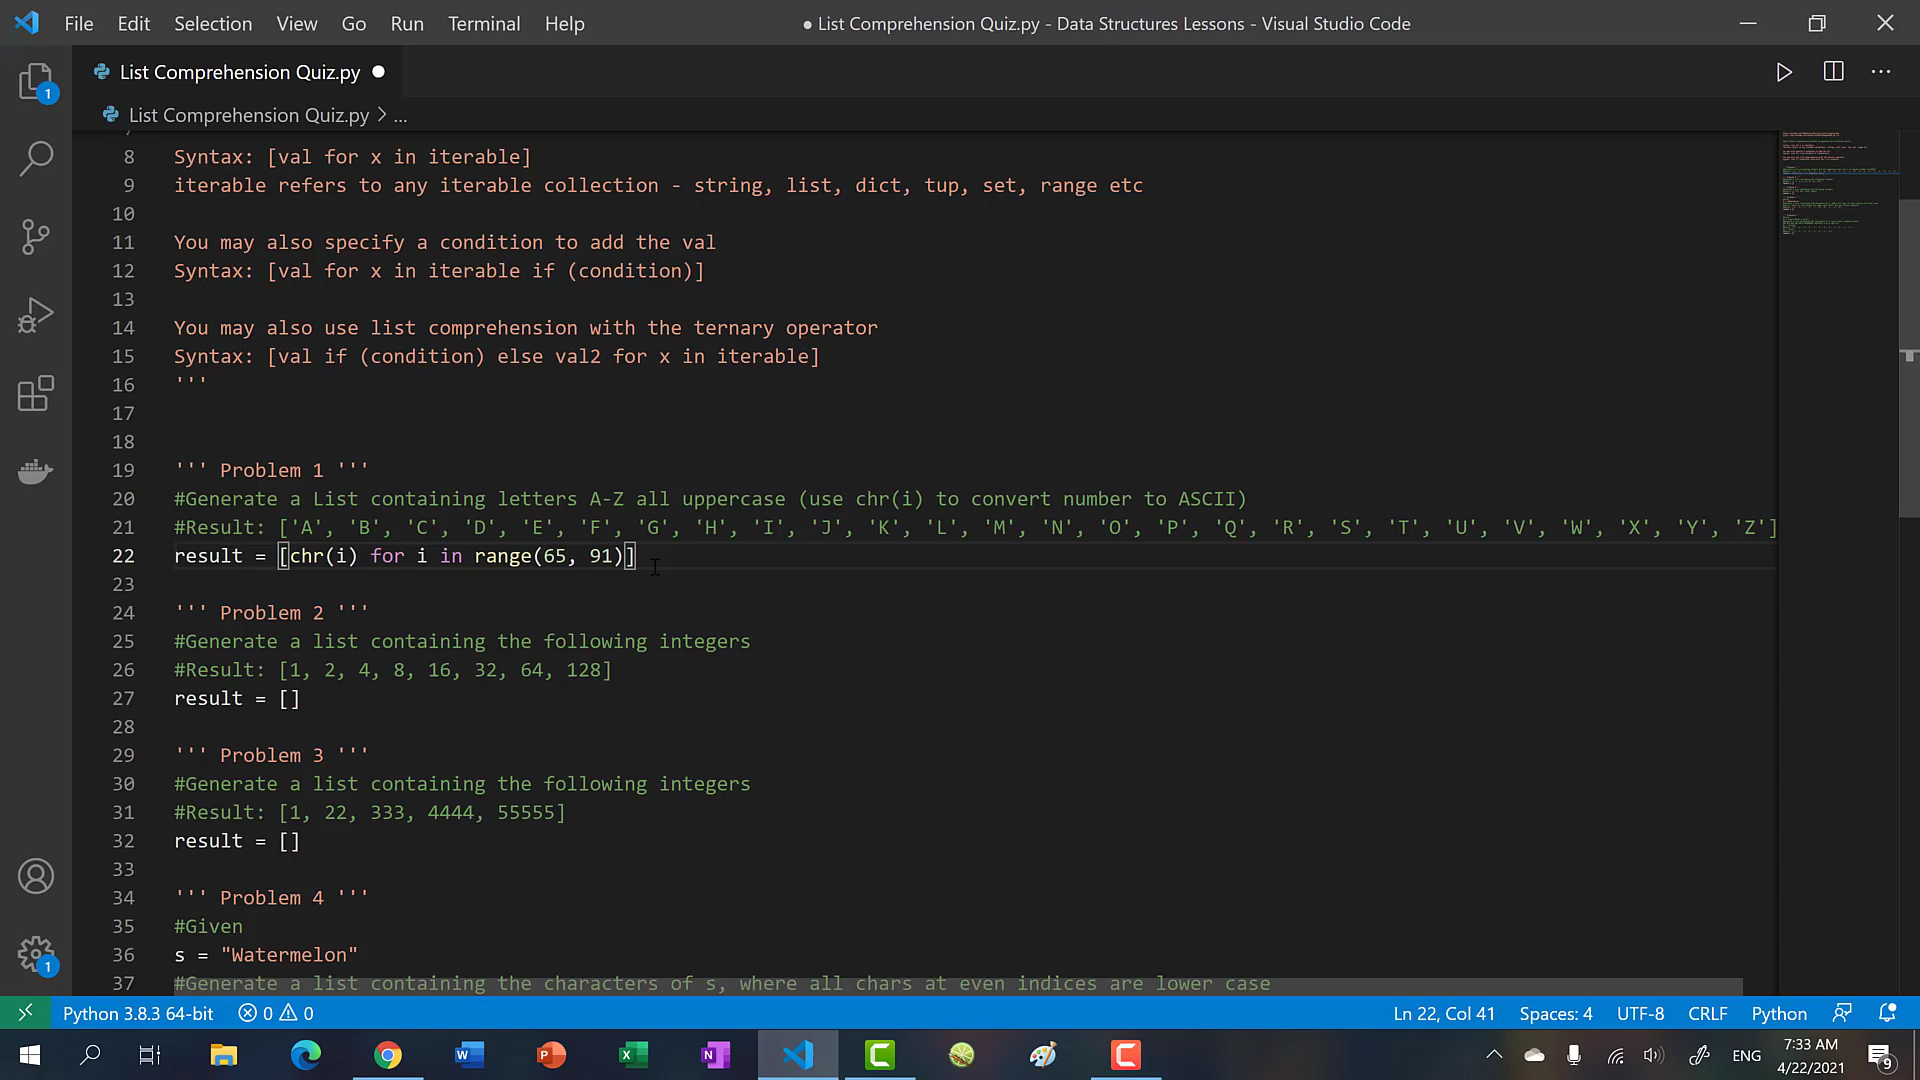 File Edit Selection View Go Run Terminal Help ● List Comprehension Quiz.py - Data Structures Lessons - Visual Studio Code
List Comprehension Quiz.py ●
List Comprehension Quiz.py > ...
8 Syntax: [val for x in iterable]
9 iterable refers to any iterable collection - string, list, dict, tup, set, range etc
10
11 You may also specify a condition to add the val
12 Syntax: [val for x in iterable if (condition)]
13
14 You may also use list comprehension with the ternary operator
15 Syntax: [val if (condition) else val2 for x in iterable]
16 '''
17
18
19 ''' Problem 1 '''
20 #Generate a List containing letters A-Z all uppercase (use chr(i) to convert number to ASCII)
21 #Result: ['A', 'B', 'C', 'D', 'E', 'F', 'G', 'H', 'I', 'J', 'K', 'L', 'M', 'N', 'O', 'P', 'Q', 'R', 'S', 'T', 'U', 'V', 'W', 'X', 'Y', 'Z']
22 result = [chr(i) for i in range(65, 91)]
23
24 ''' Problem 2 '''
25 #Generate a list containing the following integers
26 #Result: [1, 2, 4, 8, 16, 32, 64, 128]
27 result = []
28
29 ''' Problem 3 '''
30 #Generate a list containing the following integers
31 #Result: [1, 22, 333, 4444, 55555]
32 result = []
33
34 ''' Problem 4 '''
35 #Given
36 s = "Watermelon"
37 #Generate a list containing the characters of s, where all chars at even indices are lower case
1
1
Python 3.8.3 64-bit 0 0 Ln 22, Col 41 Spaces: 4 UTF-8 CRLF Python
ENG 7:33 AM
4/22/2021 9